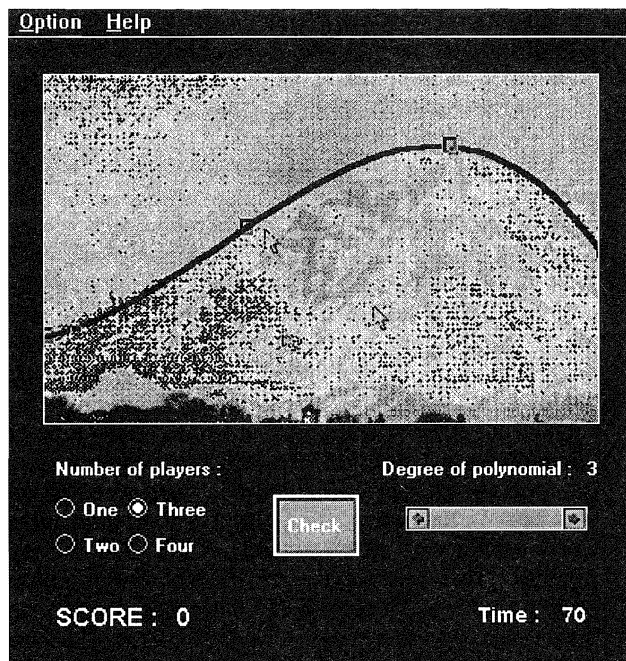 Option Help
Number of players : Degree of polynomial : 3
One Three
Check
Two Four
SCORE : 0 Time : 70